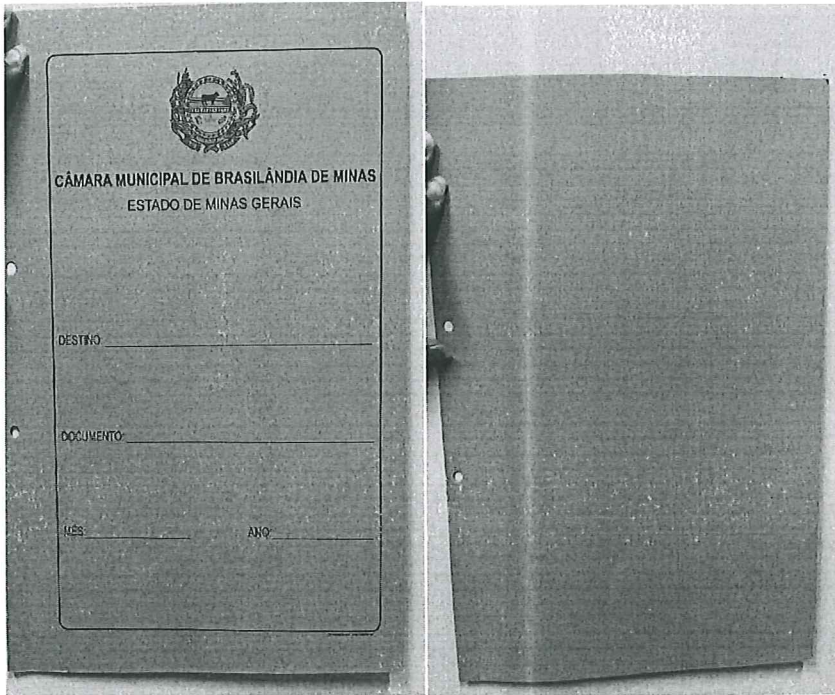 CÂMARA MUNICIPAL DE BRASILÂNDIA DE MINAS
ESTADO DE MINAS GERAIS
DESTINO:
DOCUMENTO:
MÊS: ANO: